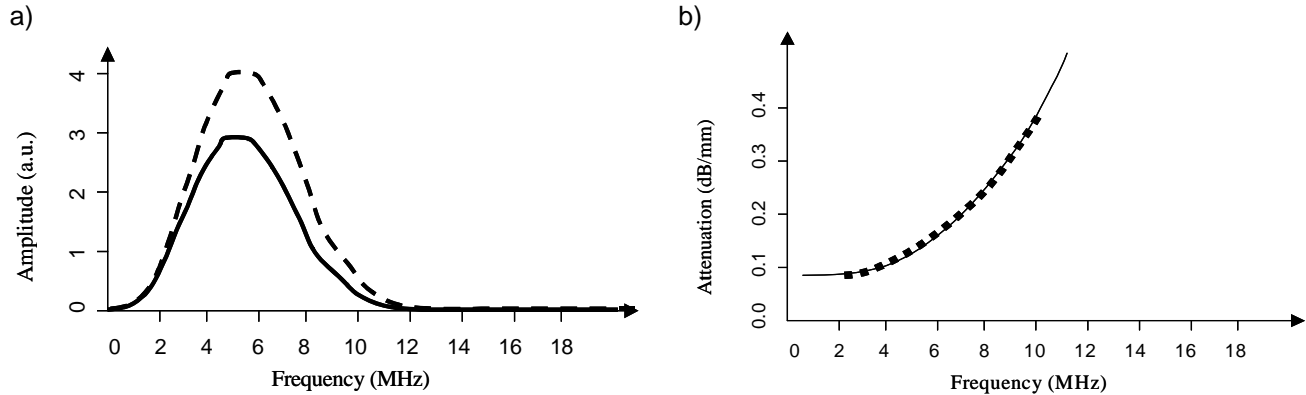 a)
4
3
2
1
0
Amplitude (a.u.)
0 2 4 6 8 10 12 14 16 18
Frequency (MHz)
b)
0.4
0.3
0.2
0.1
0.0
Attenuation (dB/mm)
0 2 4 6 8 10 12 14 16 18
Frequency (MHz)